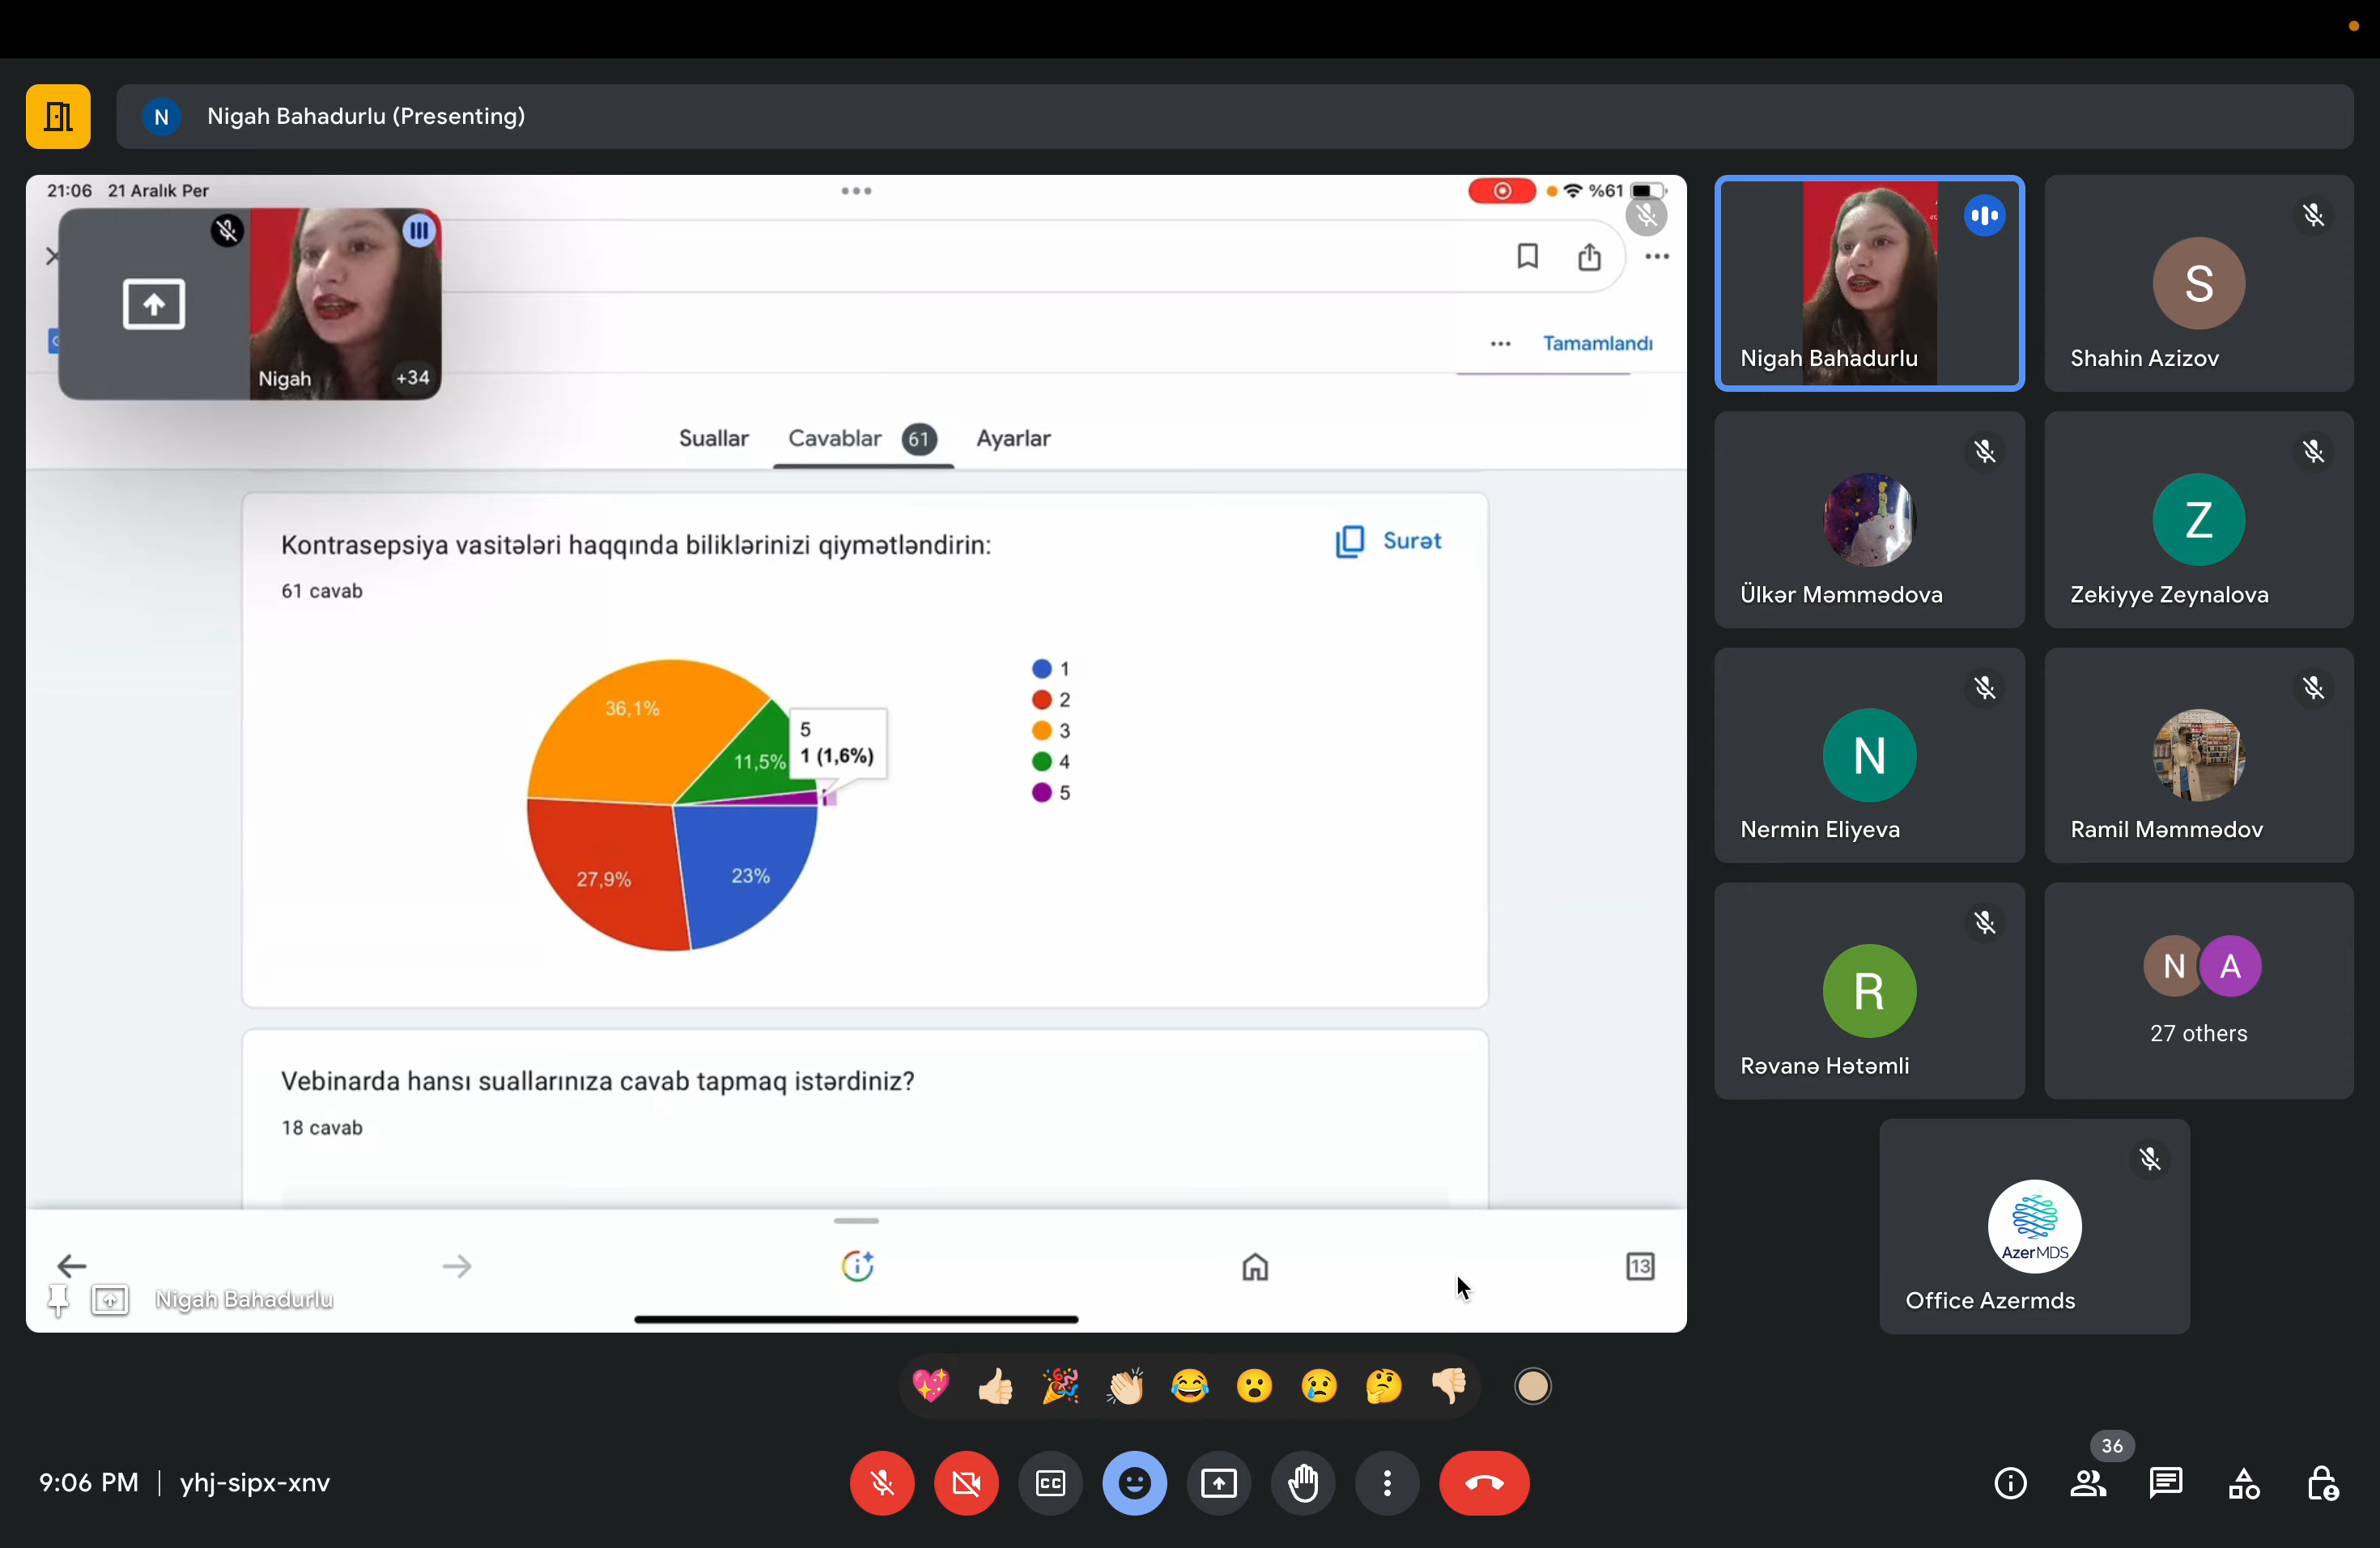 N Nigah Bahadurlu (Presenting)
21:06 21 Aralık Per
%61
Nigah +34
Tamamlandı
Suallar Cavablar 61 Ayarlar
Kontrasepsiya vasitələri haqqında biliklərinizi qiymətləndirin:
Surət
61 cavab
1
2
3
4
5
36,1%
11,5%
5
1 (1,6%)
27,9%
23%
Vebinarda hansı suallarınıza cavab tapmaq istərdiniz?
18 cavab
13
Nigah Bahadurlu
Nigah Bahadurlu
S
Shahin Azizov
Ülkər Məmmədova
Z
Zekiyye Zeynalova
N
Nermin Eliyeva
Ramil Məmmədov
R
Rəvanə Hətəmli
N A
27 others
AzerMDS
Office Azermds
9:06 PM | yhj-sipx-xnv
CC
36